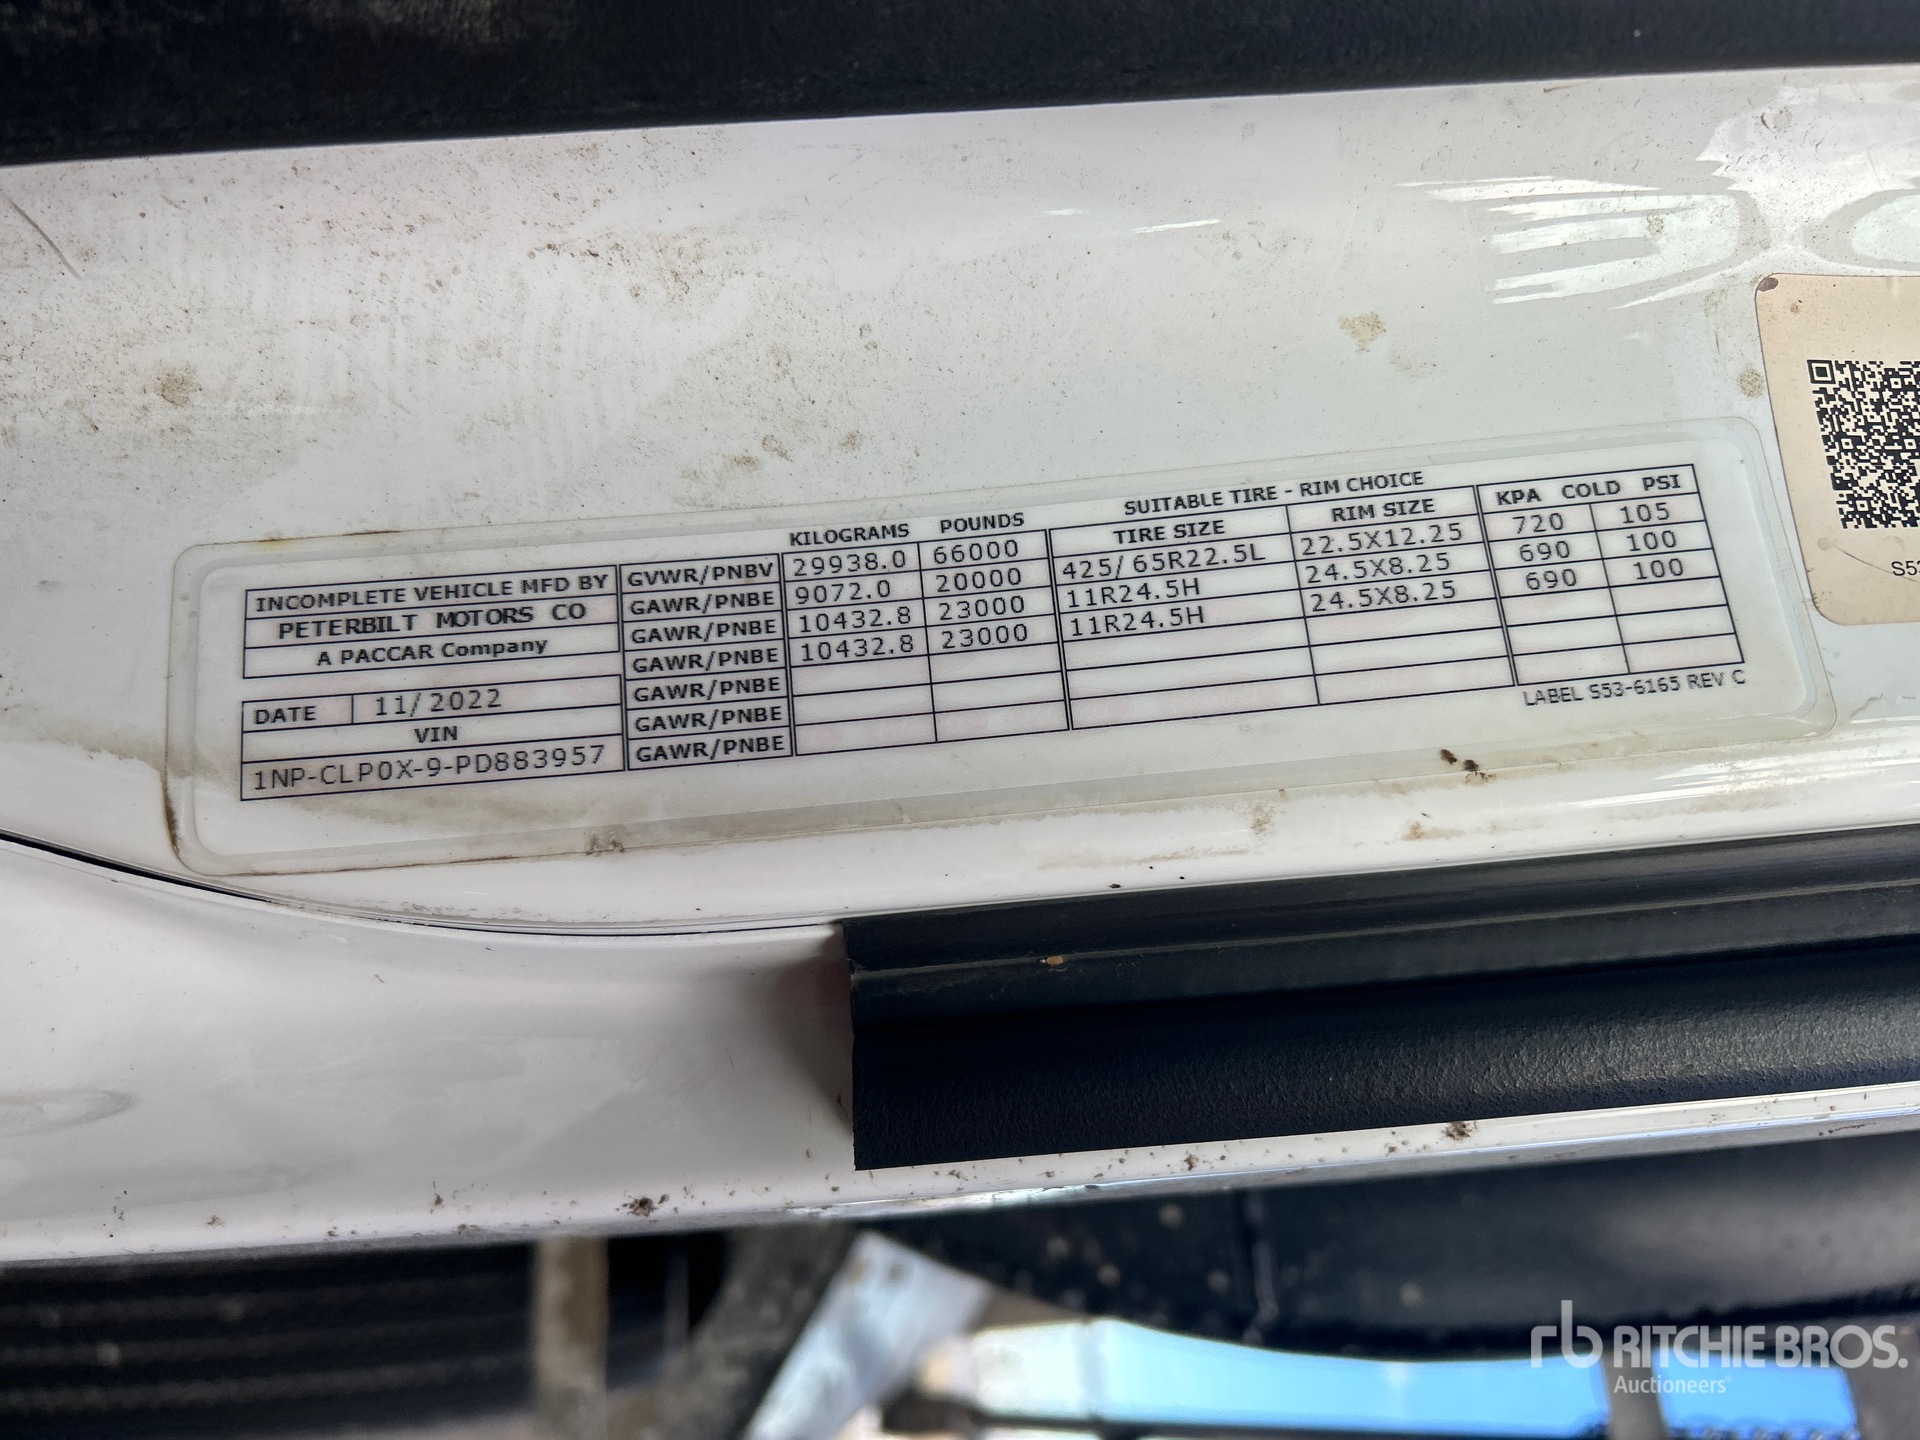 SUITABLE TIRE - RIM CHOICE
KILOGRAMS POUNDS TIRE SIZE RIM SIZE KPA COLD PSI
INCOMPLETE VEHICLE MFD BY GVWR/PNBV 29938.0 66000 425/65R22.5L 22.5X12.25 720 105
PETERBILT MOTORS CO GAWR/PNBE 9072.0 20000 11R24.5H 24.5X8.25 690 100
A PACCAR Company GAWR/PNBE 10432.8 23000 11R24.5H 24.5X8.25 690 100
GAWR/PNBE 10432.8 23000
DATE 11/2022 GAWR/PNBE
VIN GAWR/PNBE
1NP-CLP0X-9-PD883957 GAWR/PNBE
LABEL S53-6165 REV C
S53
rb RITCHIE BROS.
Auctioneers